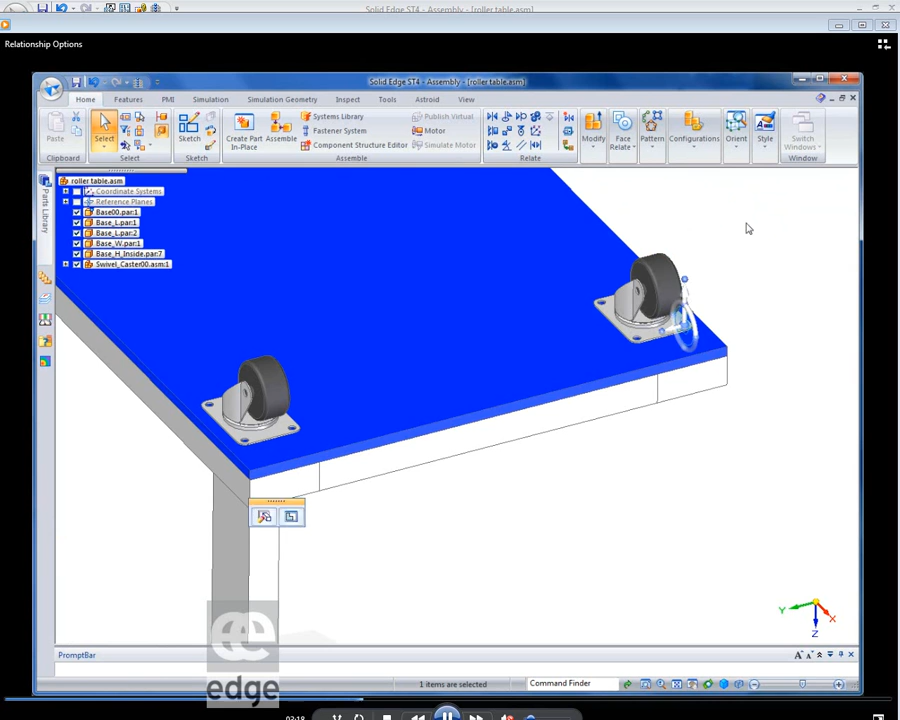 Solid Edge ST4 - Assembly - [roller table.asm]
Relationship Options
Solid Edge ST4 - Assembly - [roller table.asm]
Home Features PMI Simulation Simulation Geometry Inspect Tools Astroid View
Paste
Clipboard
Select
Select
Sketch
Sketch
Create Part In-Place
Assemble
Systems Library
Fastener System
Component Structure Editor
Publish Virtual
Motor
Simulate Motor
Assemble
Relate
Modify
Face Relate
Pattern
Configurations
Orient
Style
Switch Windows
Window
Parts Library
roller table.asm
Coordinate Systems
Reference Planes
Base00.par:1
Base_L.par:1
Base_L.par:2
Base_W.par:1
Base_H_Inside.par:7
Swivel_Caster00.asm:1
Y
X
Z
edge
PromptBar
1 items are selected
Command Finder
02:18